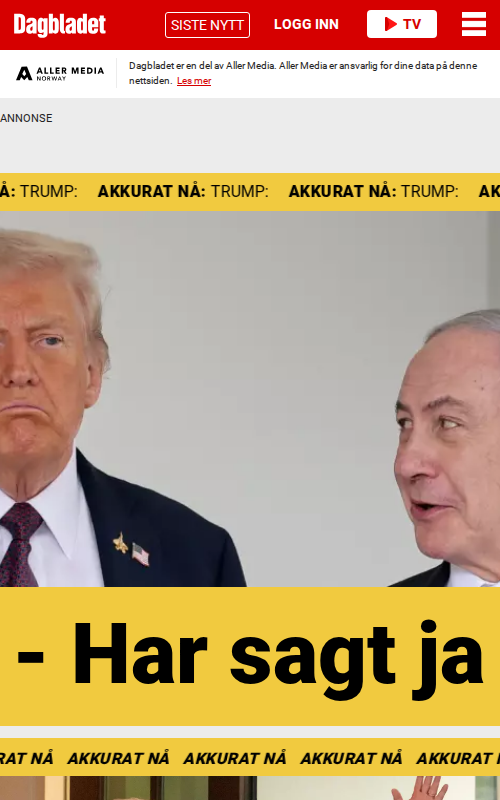 Dagbladet
SISTE NYTT
LOGG INN
TV
ALLER MEDIA
NORWAY
Dagbladet er en del av Aller Media. Aller Media er ansvarlig for dine data på denne
nettsiden. Les mer
ANNONSE
Å: TRUMP: AKKURAT NÅ: TRUMP: AKKURAT NÅ: TRUMP: AK
- Har sagt ja
RAT NÅ AKKURAT NÅ AKKURAT NÅ AKKURAT NÅ AKKURAT